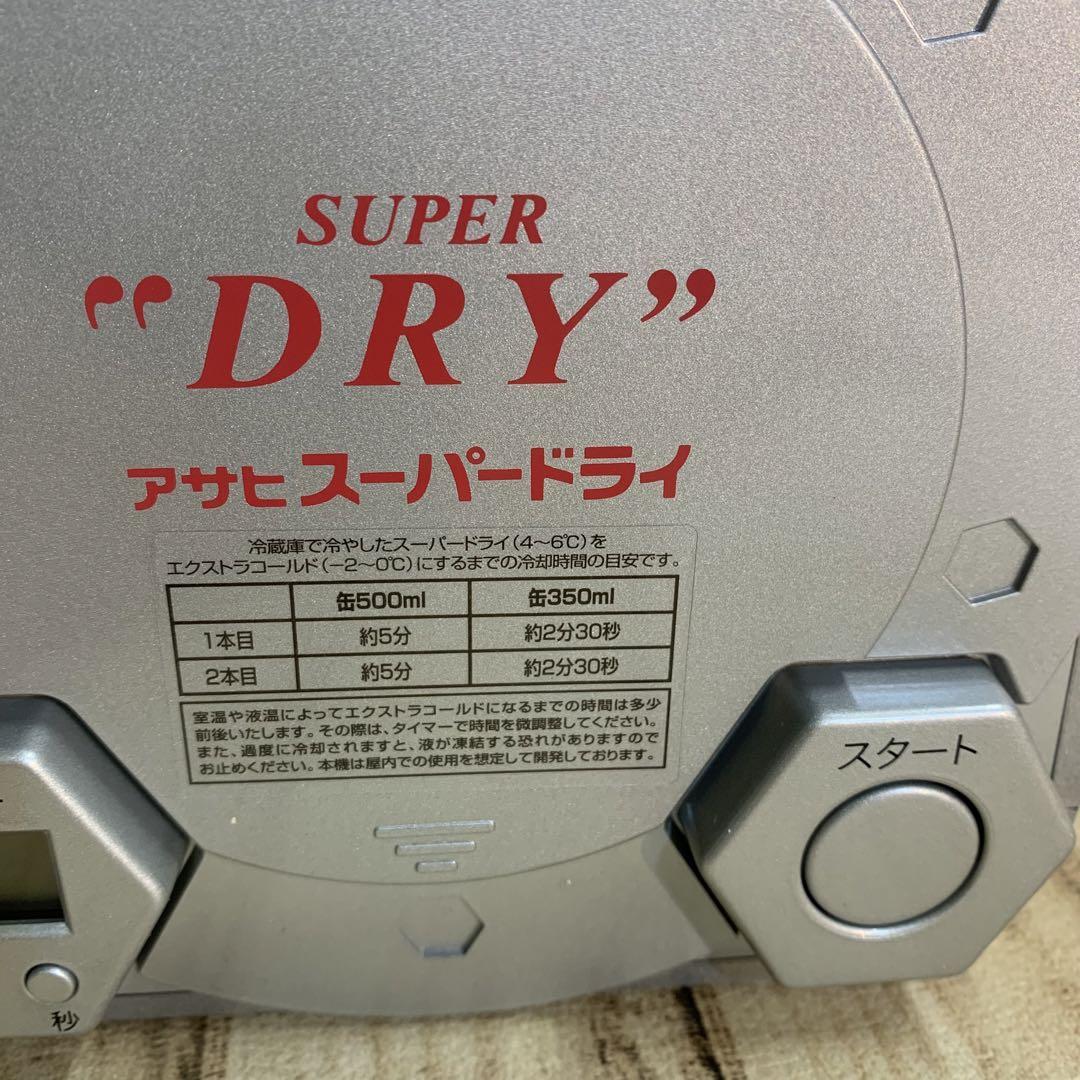 SUPER
“DRY”
アサヒスーパードライ
冷蔵庫で冷やしたスーパードライ(4～6℃)を
エクストラコールド(－2～0℃)にするまでの冷却時間の目安です。
缶500ml 缶350ml
1本目 約5分 約2分30秒
2本目 約5分 約2分30秒
室温や液温によってエクストラコールドになるまでの時間は多少
前後いたします。その際は、タイマーで時間を微調整してください。
また、過度に冷却されますと、液が凍結する恐れがありますので
お止めください。本機は屋内での使用を想定して開発しております。
スタート
秒